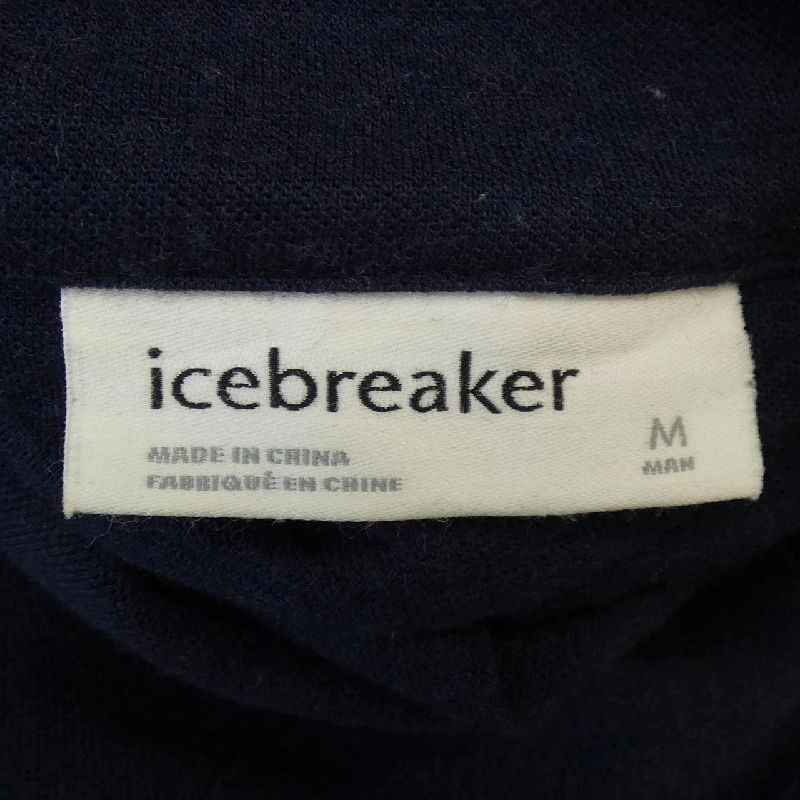 icebreaker
MADE IN CHINA
FABRIQUÉ EN CHINE
M
MAN